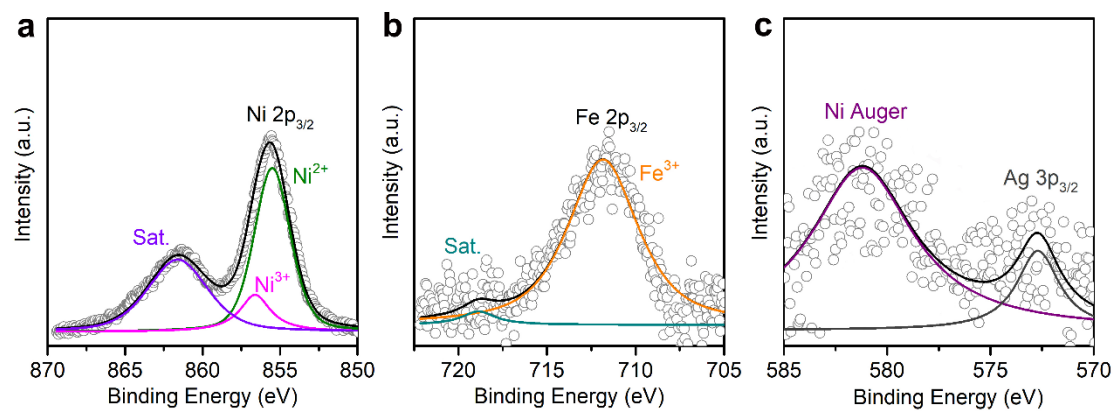 a
Intensity (a.u.)
Ni 2p3/2
Ni2+
Sat.
Ni3+
870 865 860 855 850
Binding Energy (eV)
b
Intensity (a.u.)
Fe 2p3/2
Fe3+
Sat.
720 715 710 705
Binding Energy (eV)
c
Intensity (a.u.)
Ni Auger
Ag 3p3/2
585 580 575 570
Binding Energy (eV)